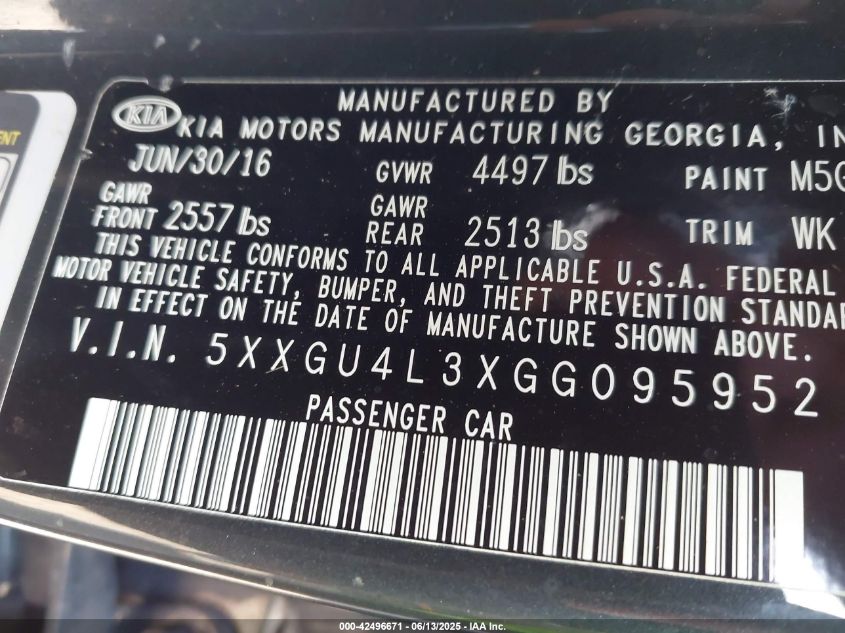 MANUFACTURED BY
KIA KIA MOTORS MANUFACTURING GEORGIA, IN
JUN/30/16 GVWR 4497 lbs PAINT M5G
GAWR FRONT 2557 lbs GAWR REAR 2513 lbs TRIM WK
THIS VEHICLE CONFORMS TO ALL APPLICABLE U.S.A. FEDERAL
MOTOR VEHICLE SAFETY, BUMPER, AND THEFT PREVENTION STANDAR
IN EFFECT ON THE DATE OF MANUFACTURE SHOWN ABOVE.
V.I.N. 5XXGU4L3XGG095952
PASSENGER CAR
000-42496671 - 06/13/2025 - IAA Inc.